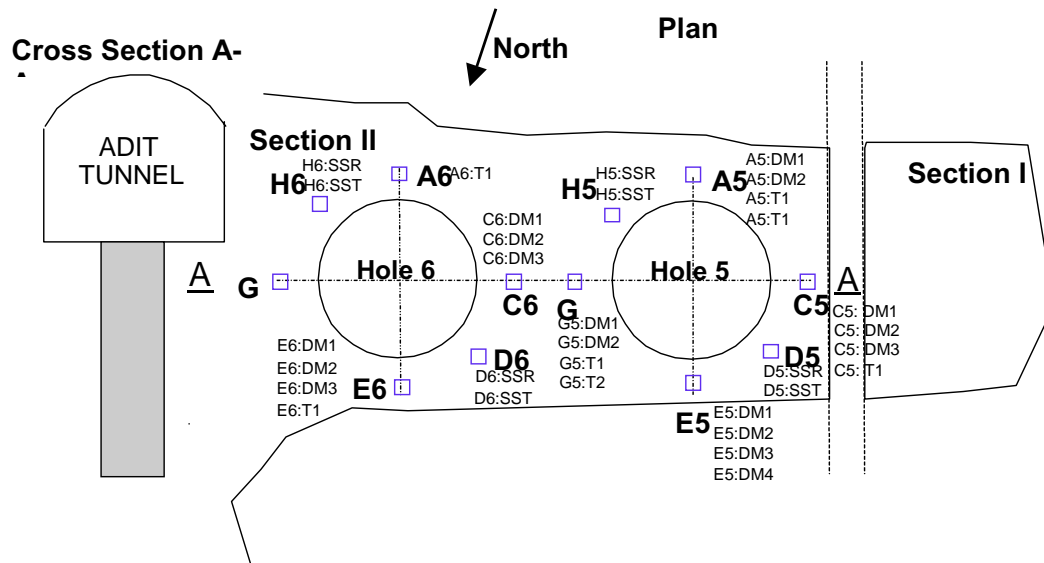 Plan
North
Cross Section A-
ADIT
TUNNEL
Section II
H6:SSR
H6:SST
H6
A6
A6:T1
H5:SSR
H5:SST
H5
A5
A5:DM1
A5:DM2
A5:T1
A5:T1
Section I
C6:DM1
C6:DM2
C6:DM3
Hole 6
Hole 5
A
G
C6
G
C5
A
G5:DM1
G5:DM2
G5:T1
G5:T2
C5: DM1
C5: DM2
C5: DM3
C5: T1
E6:DM1
E6:DM2
E6:DM3
E6:T1
E6
D6
D6:SSR
D6:SST
D5
D5:SSR
D5:SST
E5
E5:DM1
E5:DM2
E5:DM3
E5:DM4